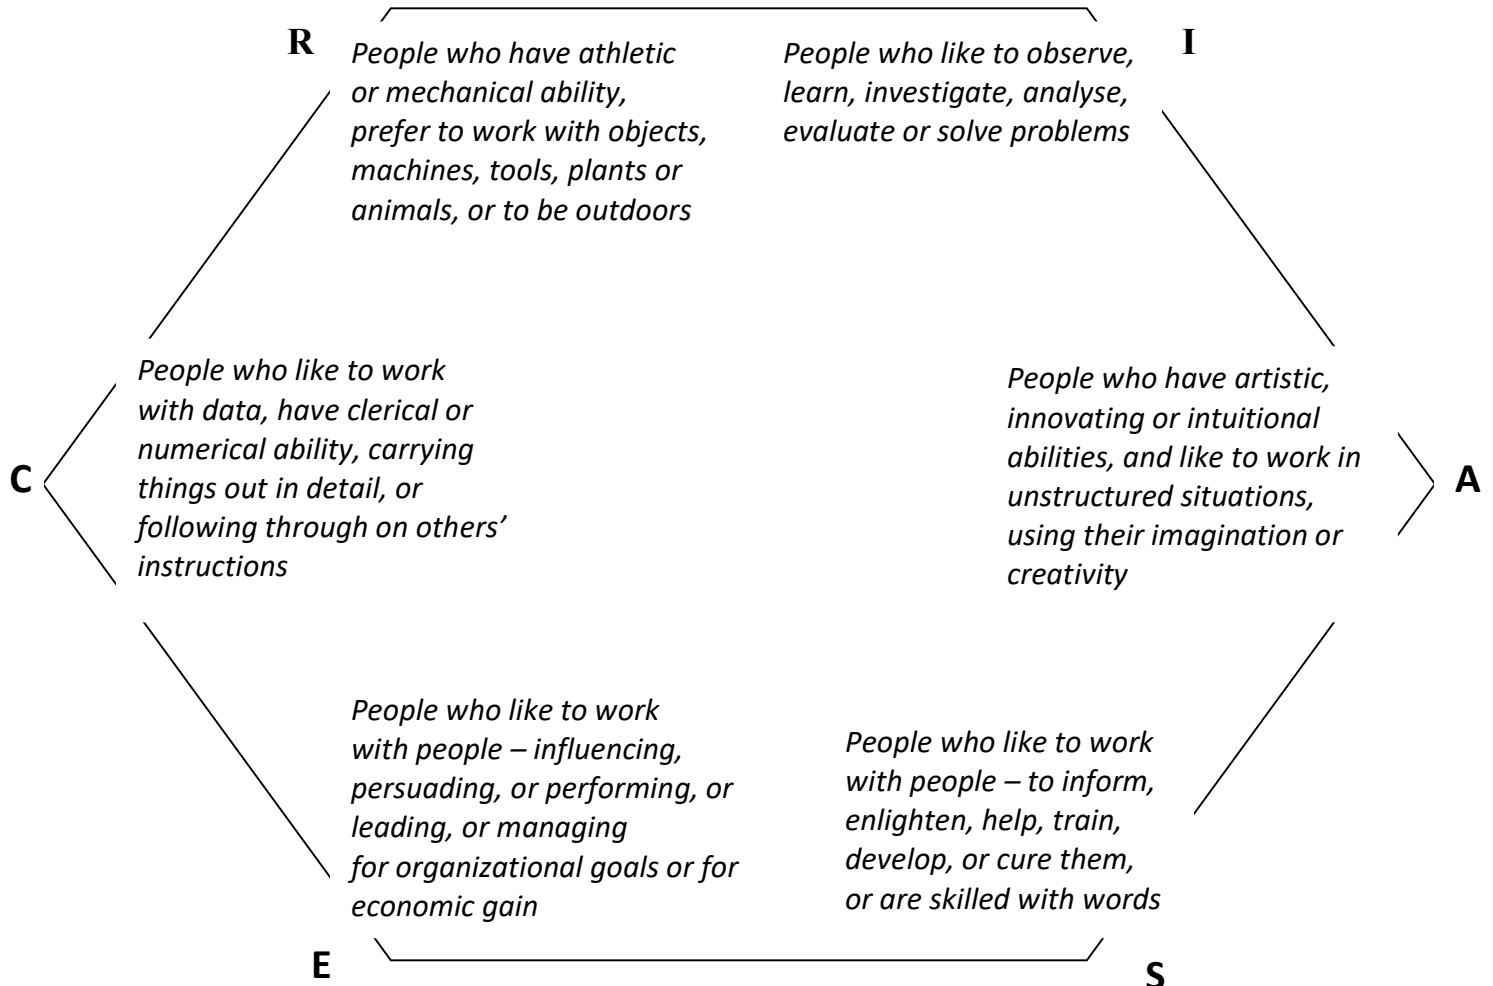 R
People who have athletic
or mechanical ability,
prefer to work with objects,
machines, tools, plants or
animals, or to be outdoors
People who like to observe,
learn, investigate, analyse,
evaluate or solve problems
I
C
People who like to work
with data, have clerical or
numerical ability, carrying
things out in detail, or
following through on others’
instructions
People who have artistic,
innovating or intuitional
abilities, and like to work in
unstructured situations,
using their imagination or
creativity
A
People who like to work
with people – influencing,
persuading, or performing, or
leading, or managing
for organizational goals or for
economic gain
E
People who like to work
with people – to inform,
enlighten, help, train,
develop, or cure them,
or are skilled with words
S